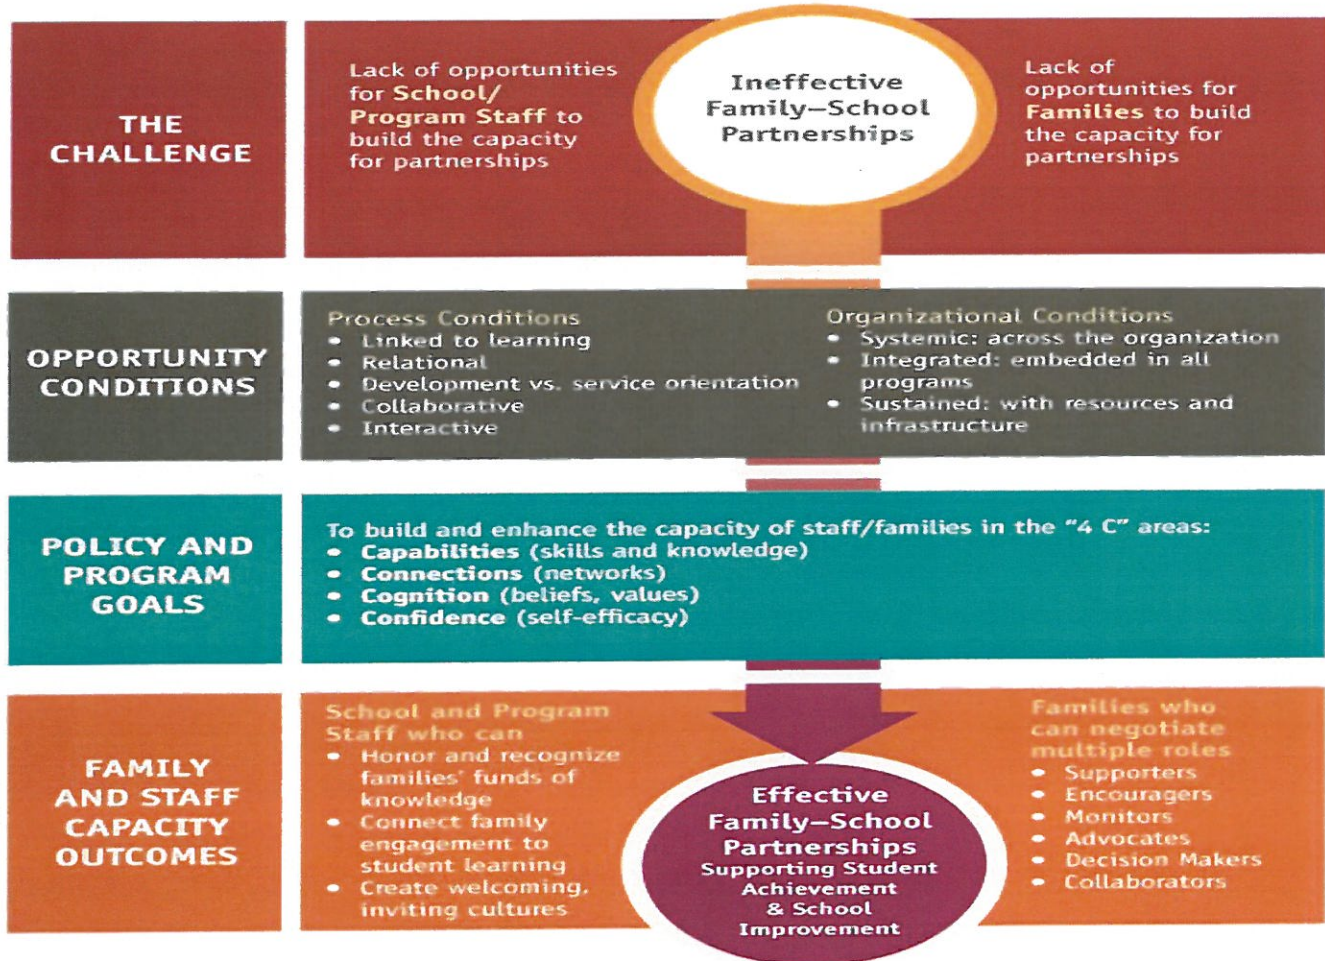 THE
CHALLENGE
Lack of opportunities
for School/
Program Staff to
build the capacity
for partnerships
Ineffective
Family–School
Partnerships
Lack of
opportunities for
Families to build
the capacity for
partnerships
OPPORTUNITY
CONDITIONS
Process Conditions
• Linked to learning
• Relational
• Development vs. service orientation
• Collaborative
• Interactive
Organizational Conditions
• Systemic: across the organization
• Integrated: embedded in all
programs
• Sustained: with resources and
infrastructure
POLICY AND
PROGRAM
GOALS
To build and enhance the capacity of staff/families in the “4 C” areas:
• Capabilities (skills and knowledge)
• Connections (networks)
• Cognition (beliefs, values)
• Confidence (self-efficacy)
FAMILY
AND STAFF
CAPACITY
OUTCOMES
School and Program
Staff who can
• Honor and recognize
families’ funds of
knowledge
• Connect family
engagement to
student learning
• Create welcoming,
inviting cultures
Effective
Family–School
Partnerships
Supporting Student
Achievement
& School
Improvement
Families who
can negotiate
multiple roles
• Supporters
• Encouragers
• Monitors
• Advocates
• Decision Makers
• Collaborators